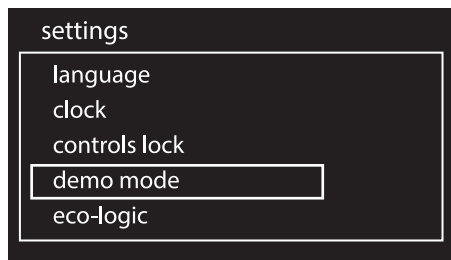 settings
language
clock
controls lock
demo mode
eco-logic